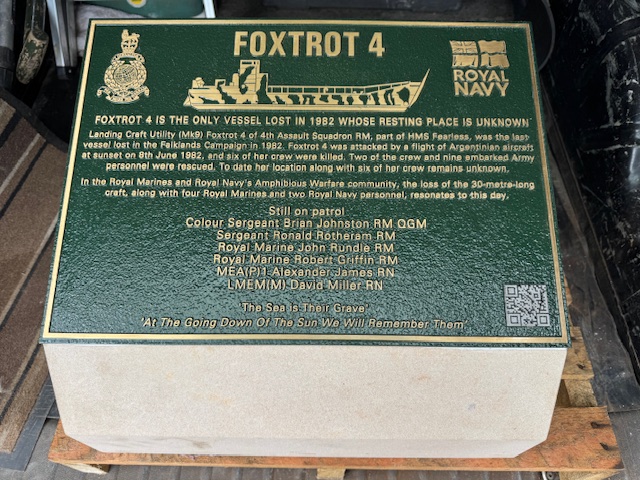 FOXTROT 4
ROYAL
NAVY
FOXTROT 4 IS THE ONLY VESSEL LOST IN 1982 WHOSE RESTING PLACE IS UNKNOWN
Landing Craft Utility (Mk9) Foxtrot 4 of 4th Assault Squadron RM, part of HMS Fearless, was the last
vessel lost in the Falklands Campaign in 1982. Foxtrot 4 was attacked by a flight of Argentinian aircraft
at sunset on 8th June 1982, and six of her crew were killed. Two of the crew and nine embarked Army
personnel were rescued. To date her location along with six of her crew remains unknown.
In the Royal Marines and Royal Navy's Amphibious Warfare community, the loss of the 30-metre-long
craft, along with four Royal Marines and two Royal Navy personnel, resonates to this day.
Still on patrol
Colour Sergeant Brian Johnston RM QGM
Sergeant Ronald Rotheram RM
Royal Marine John Rundle RM
Royal Marine Robert Griffin RM
MEA(P)1 Alexander James RN
LMEM(M) David Miller RN
'The Sea is Their Grave'
'At The Going Down Of The Sun We Will Remember Them'